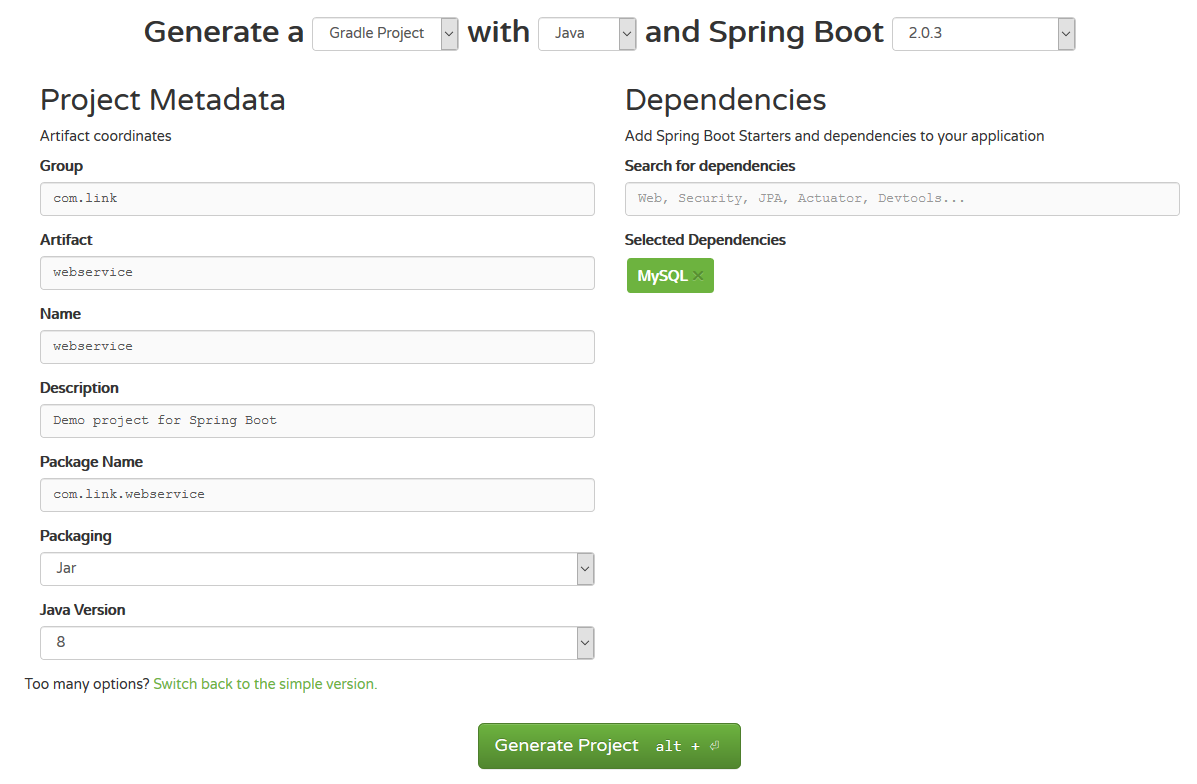 Generate a Gradle Project with Java and Spring Boot 2.0.3
Project Metadata
Artifact coordinates
Group
com.link
Artifact
webservice
Name
webservice
Description
Demo project for Spring Boot
Package Name
com.link.webservice
Packaging
Jar
Java Version
8
Too many options? Switch back to the simple version.
Dependencies
Add Spring Boot Starters and dependencies to your application
Search for dependencies
Web, Security, JPA, Actuator, Devtools...
Selected Dependencies
MySQL ×
Generate Project alt + ⏎